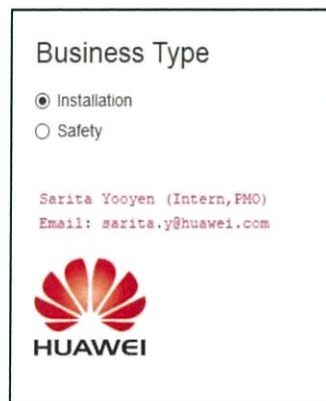 Business Type
Installation
Safety
Sarita Yooyen (Intern,PMO)
Email: sarita.y@huawei.com
HUAWEI